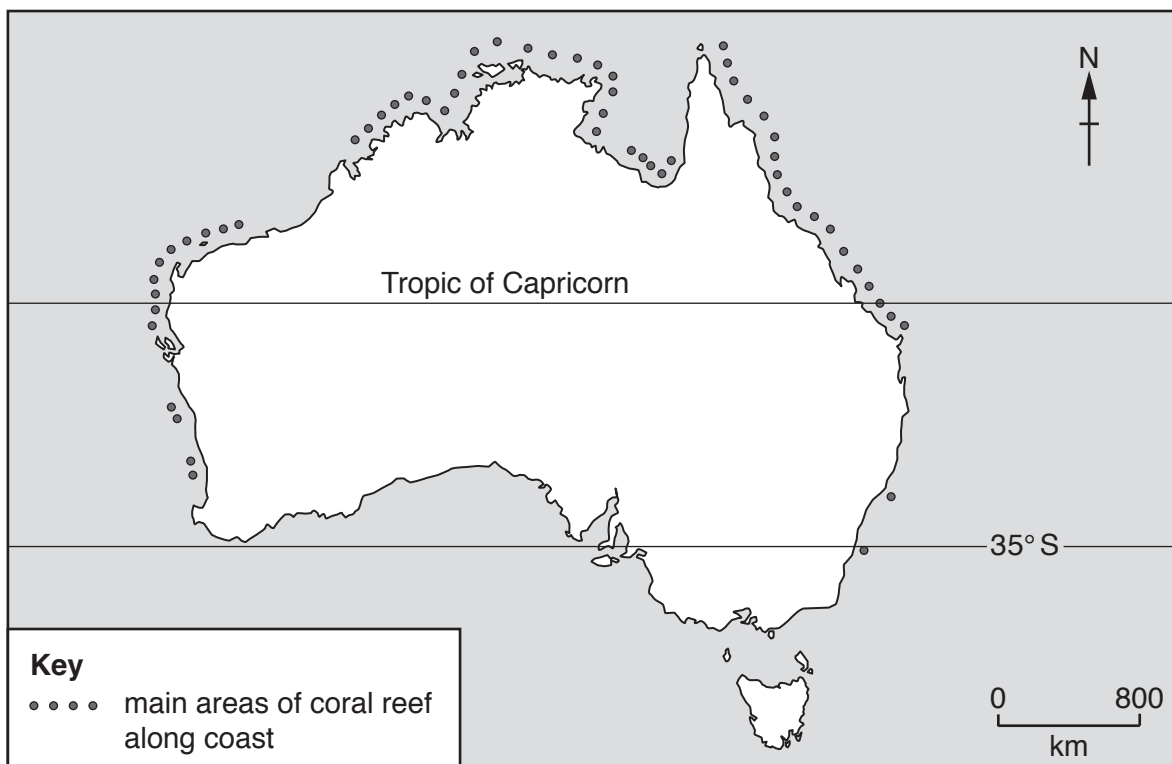 N
Tropic of Capricorn
35° S
Key
main areas of coral reef
along coast
0 800
km